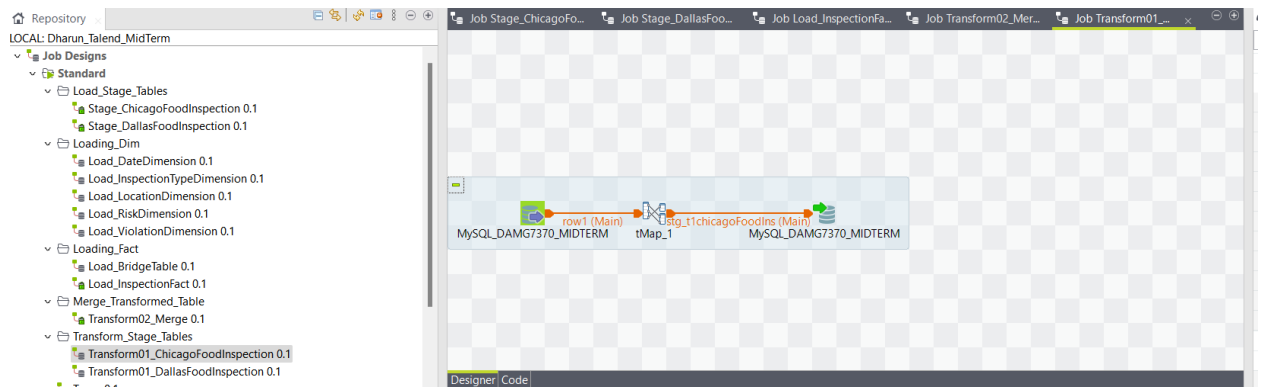 Repository
LOCAL: Dharun_Talend_MidTerm
Job Designs
Standard
Load_Stage_Tables
Stage_ChicagoFoodInspection 0.1
Stage_DallasFoodInspection 0.1
Loading_Dim
Load_DateDimension 0.1
Load_InspectionTypeDimension 0.1
Load_LocationDimension 0.1
Load_RiskDimension 0.1
Load_ViolationDimension 0.1
Loading_Fact
Load_BridgeTable 0.1
Load_InspectionFact 0.1
Merge_Transformed_Table
Transform02_Merge 0.1
Transform_Stage_Tables
Transform01_ChicagoFoodInspection 0.1
Transform01_DallasFoodInspection 0.1
Job Stage_ChicagoFo... Job Stage_DallasFoo... Job Load_InspectionFa... Job Transform02_Mer... Job Transform01_...
row1 (Main) stg_t1chicagoFoodIns (Main)
MySQL_DAMG7370_MIDTERM tMap_1 MySQL_DAMG7370_MIDTERM
Designer Code